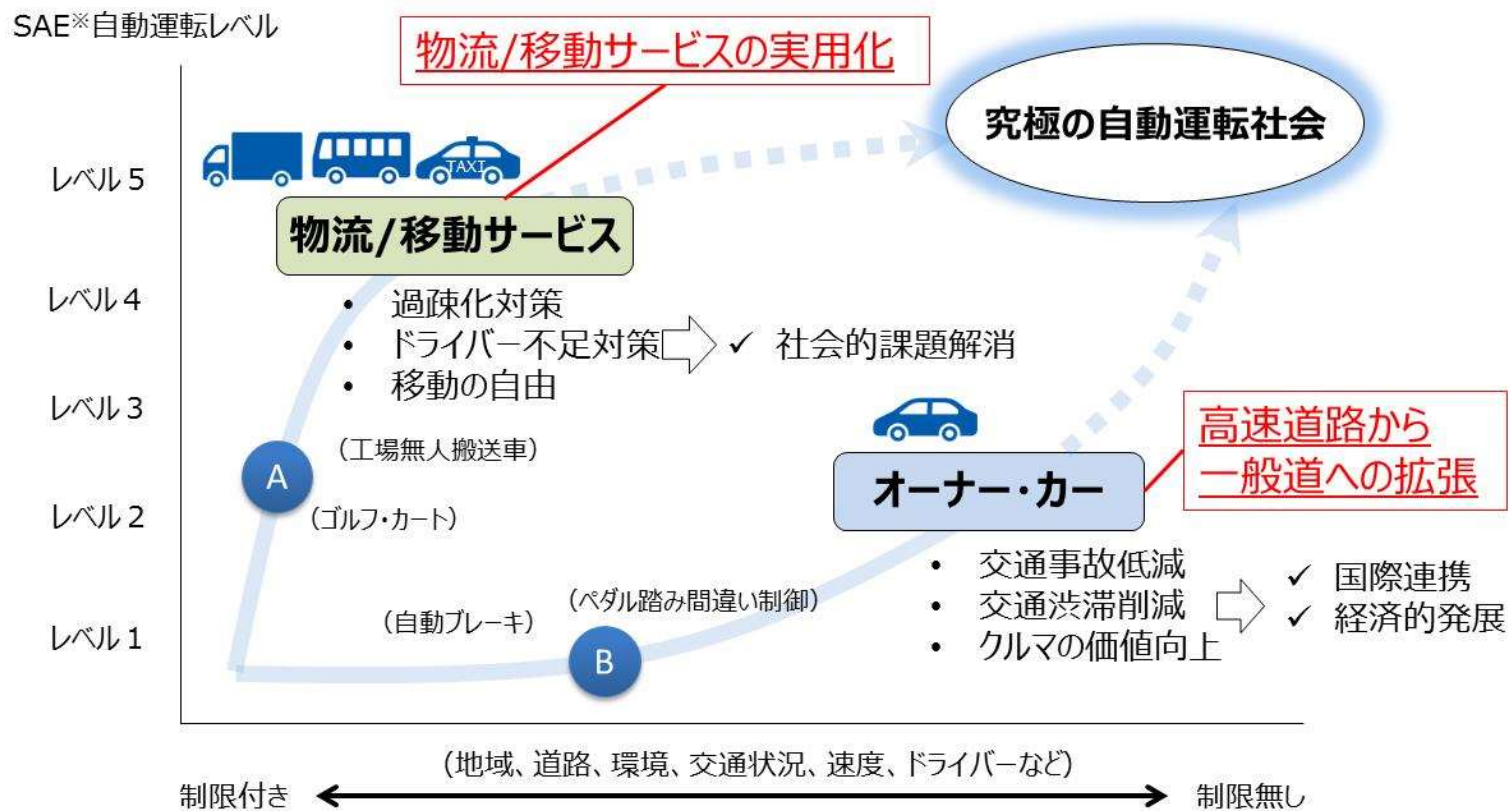 SAE※自動運転レベル
物流/移動サービスの実用化
究極の自動運転社会
TAXI
レベル5
物流/移動サービス
レベル4
• 過疎化対策
• ドライバー不足対策
✓ 社会的課題解消
• 移動の自由
レベル3
高速道路から
一般道への拡張
(工場無人搬送車)
A
オーナー・カー
レベル2
(ゴルフ・カート)
• 交通事故低減
• 交通渋滞削減
• クルマの価値向上
✓ 国際連携
✓ 経済的発展
(ペダル踏み間違い制御)
(自動ブレーキ)
レベル1
B
(地域、道路、環境、交通状況、速度、ドライバーなど)
制限付き
制限無し